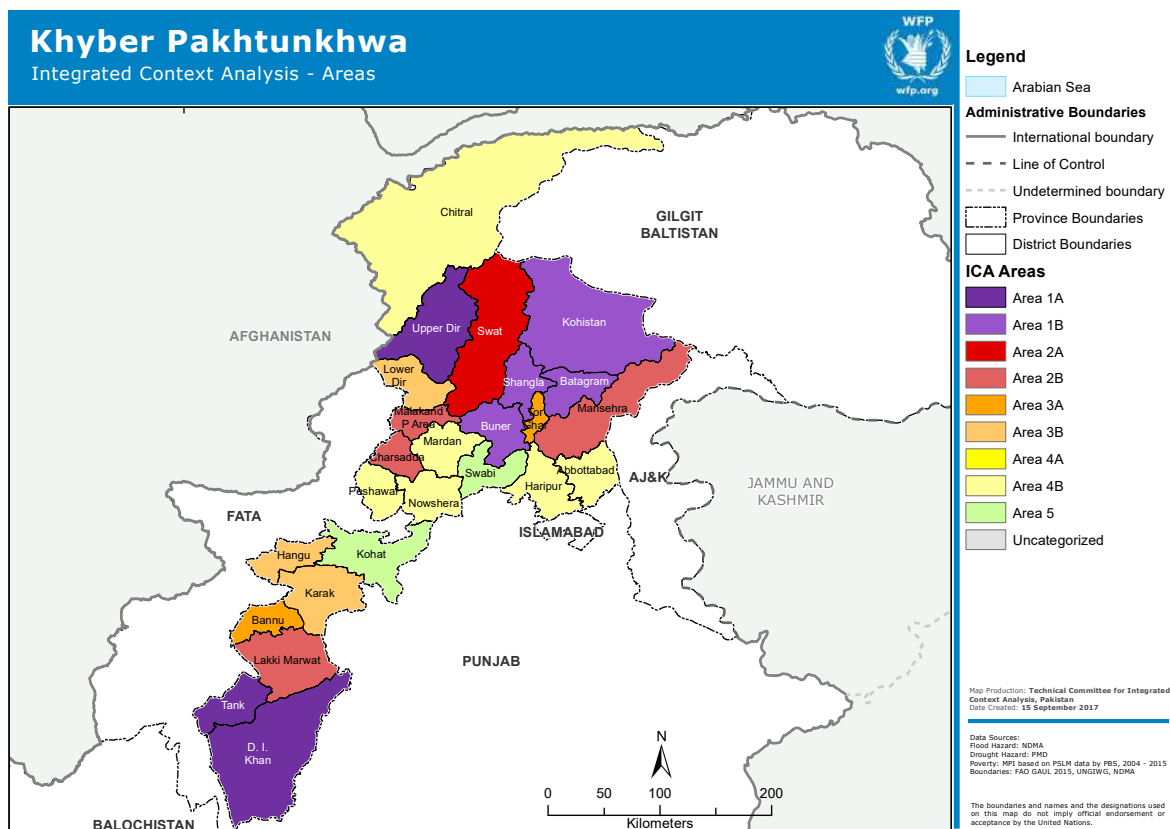 Khyber Pakhtunkhwa
Integrated Context Analysis - Areas
WFP
wfp.org
Chitral
GILGIT
BALTISTAN
AFGHANISTAN
Upper Dir
Swat
Kohistan
Lower
Dir
Shangla
Batagram
Malakand
P Area
Tor
Ghar
Mansehra
Buner
Mardan
Charsadda
Swabi
Abbottabad
Peshawar
Nowshera
Haripur
AJ&K
JAMMU AND
KASHMIR
FATA
ISLAMABAD
Hangu
Kohat
Karak
Bannu
Lakki Marwat
PUNJAB
Tank
D. I.
Khan
BALOCHISTAN
N
0 50 100 200
Kilometers
Legend
Arabian Sea
Administrative Boundaries
International boundary
Line of Control
Undetermined boundary
Province Boundaries
District Boundaries
ICA Areas
Area 1A
Area 1B
Area 2A
Area 2B
Area 3A
Area 3B
Area 4A
Area 4B
Area 5
Uncategorized
Map Production: Technical Committee for Integrated
Context Analysis, Pakistan
Date Created: 15 September 2017
Data Sources:
Flood Hazard: NDMA
Drought Hazard: PMD
Poverty: MPI based on PSLM data by PBS, 2004 - 2015
Boundaries: FAO GAUL 2015, UNGIWG, NDMA
The boundaries and names and the designations used
on this map do not imply official endorsement or
acceptance by the United Nations.